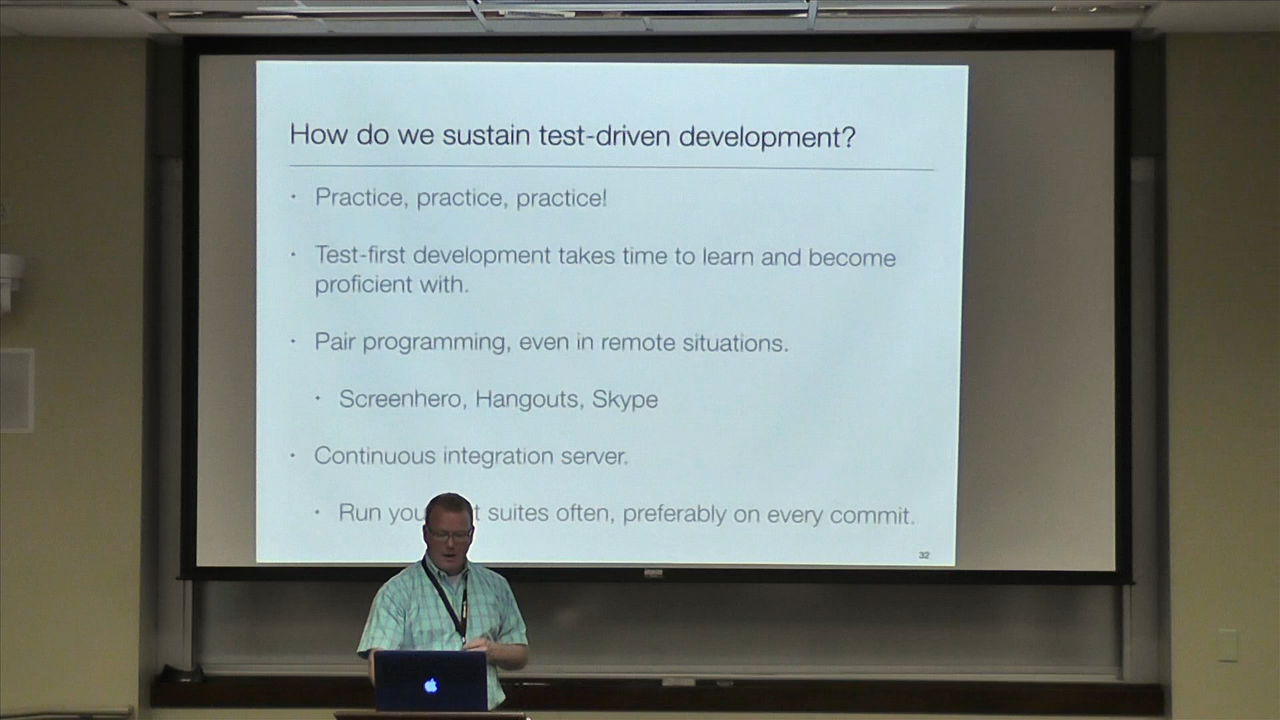 How do we sustain test-driven development?
• Practice, practice, practice!
• Test-first development takes time to learn and become
proficient with.
• Pair programming, even in remote situations.
• Screenhero, Hangouts, Skype
• Continuous integration server.
• Run suites often, preferably on every commit.
32